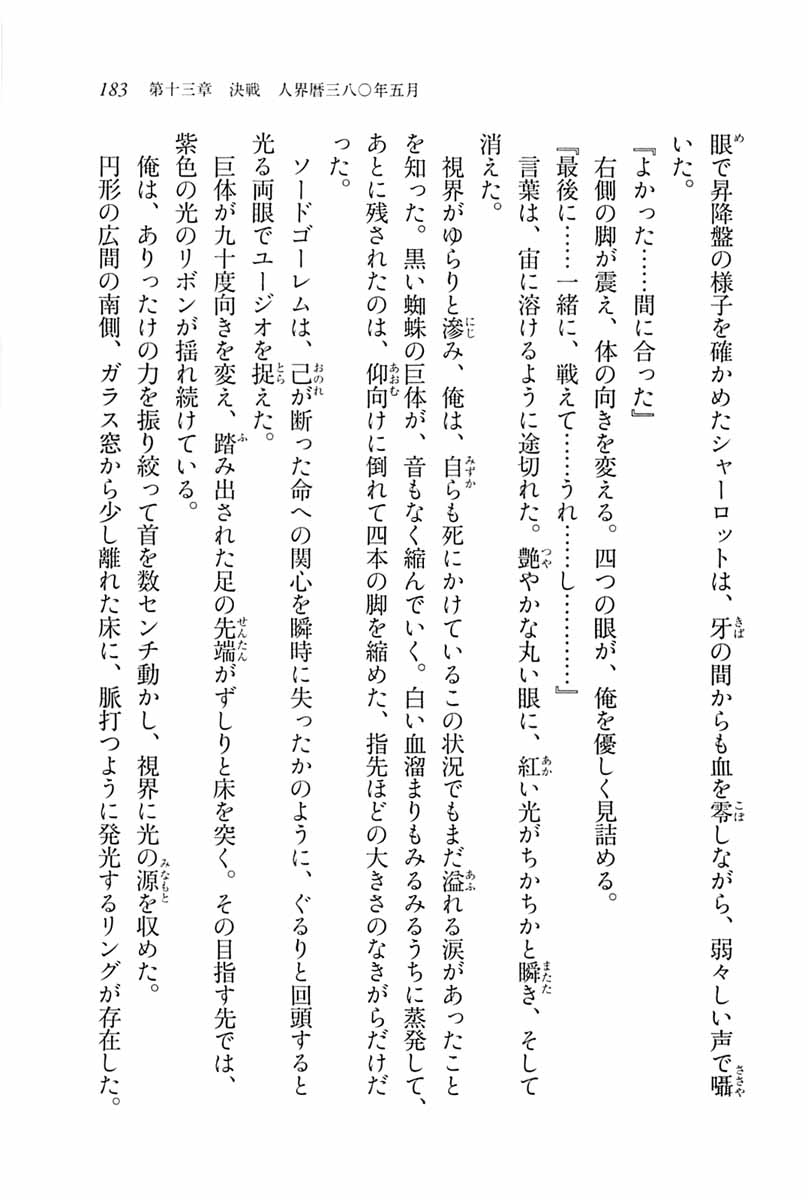 183　第十三章　決戦　人界暦三八〇年五月
眼で昇降盤の様子を確かめたシャーロットは、牙の間からも血を零しながら、弱々しい声で囁
いた。
『よかった……間に合った』
右側の脚が震え、体の向きを変える。四つの眼が、俺を優しく見詰める。
『最後に……一緒に、戦えて……うれ……し…………』
言葉は、宙に溶けるように途切れた。艶やかな丸い眼に、紅い光がちかちかと瞬き、そして
消えた。
視界がゆらりと滲み、俺は、自らも死にかけているこの状況でもまだ溢れる涙があったこと
を知った。黒い蜘蛛の巨体が、音もなく縮んでいく。白い血溜まりもみるみるうちに蒸発して、
あとに残されたのは、仰向けに倒れて四本の脚を縮めた、指先ほどの大きさのなきがらだけだ
った。
ソードゴーレムは、己が断った命への関心を瞬時に失ったかのように、ぐるりと回頭すると
光る両眼でユージオを捉えた。
巨体が九十度向きを変え、踏み出された足の先端がずしりと床を突く。その目指す先では、
紫色の光のリボンが揺れ続けている。
俺は、ありったけの力を振り絞って首を数センチ動かし、視界に光の源を収めた。
円形の広間の南側、ガラス窓から少し離れた床に、脈打つように発光するリングが存在した。